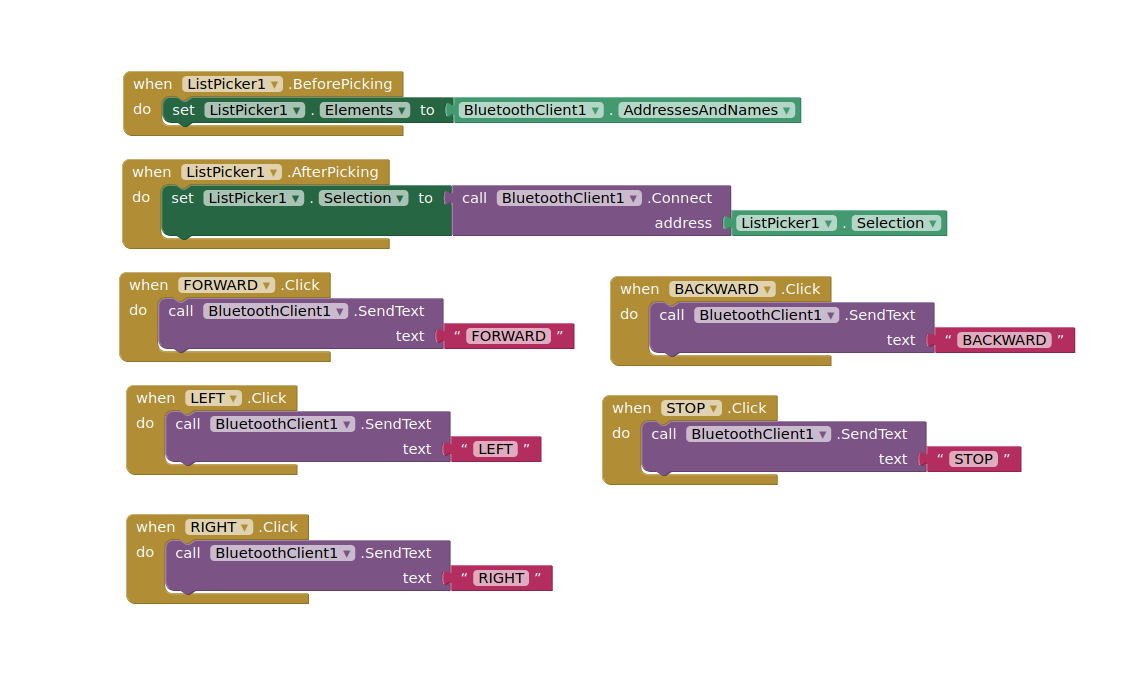 when ListPicker1 .BeforePicking
do set ListPicker1 . Elements to BluetoothClient1 . AddressesAndNames
when ListPicker1 .AfterPicking
do set ListPicker1 . Selection to call BluetoothClient1 .Connect
address ListPicker1 . Selection
when FORWARD .Click
do call BluetoothClient1 .SendText
text “ FORWARD ”
when BACKWARD .Click
do call BluetoothClient1 .SendText
text “ BACKWARD ”
when LEFT .Click
do call BluetoothClient1 .SendText
text “ LEFT ”
when STOP .Click
do call BluetoothClient1 .SendText
text “ STOP ”
when RIGHT .Click
do call BluetoothClient1 .SendText
text “ RIGHT ”